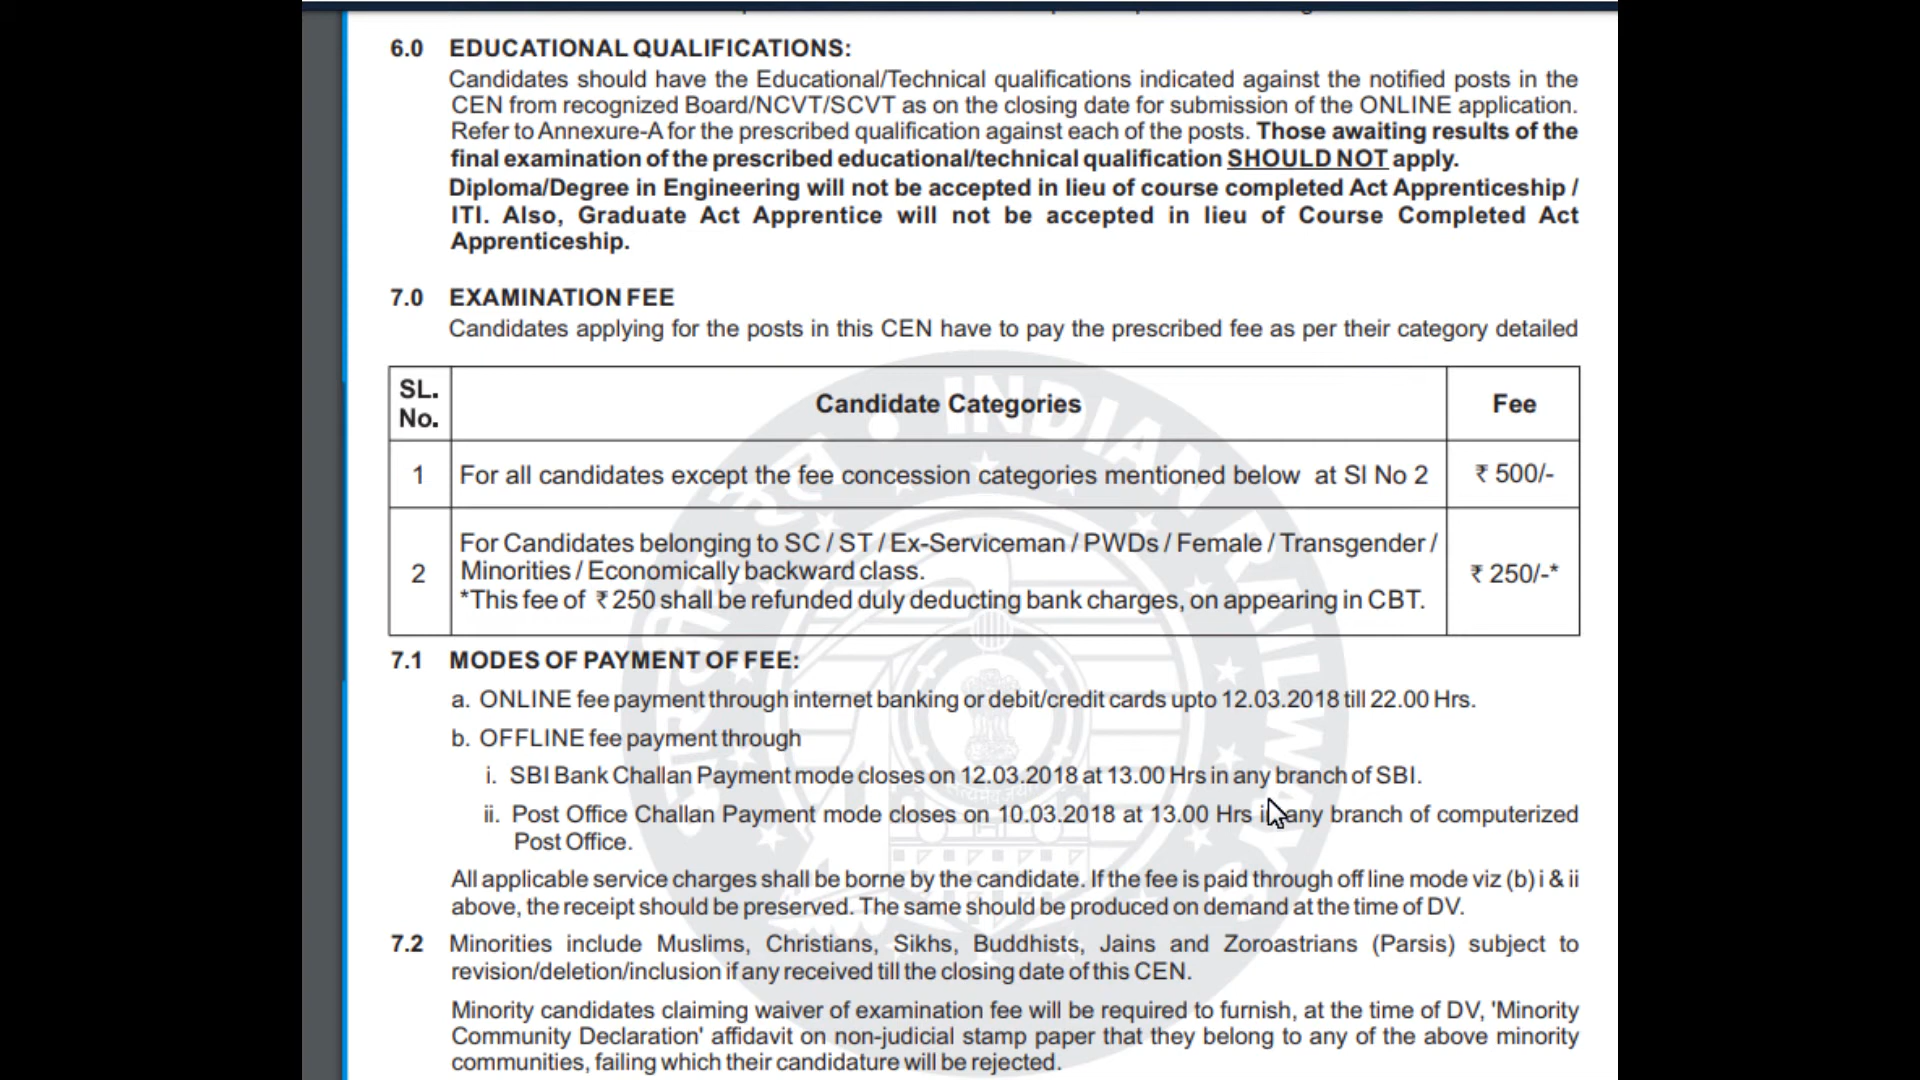 6.0 EDUCATIONAL QUALIFICATIONS:
Candidates should have the Educational/Technical qualifications indicated against the notified posts in the
CEN from recognized Board/NCVT/SCVT as on the closing date for submission of the ONLINE application.
Refer to Annexure-A for the prescribed qualification against each of the posts. Those awaiting results of the
final examination of the prescribed educational/technical qualification SHOULD NOT apply.
Diploma/Degree in Engineering will not be accepted in lieu of course completed Act Apprenticeship /
ITI. Also, Graduate Act Apprentice will not be accepted in lieu of Course Completed Act
Apprenticeship.
7.0 EXAMINATION FEE
Candidates applying for the posts in this CEN have to pay the prescribed fee as per their category detailed
SL. No. Candidate Categories Fee
1 For all candidates except the fee concession categories mentioned below at Sl No 2 ₹ 500/-
For Candidates belonging to SC / ST / Ex-Serviceman / PWDs / Female / Transgender /
2 Minorities / Economically backward class. ₹ 250/-*
*This fee of ₹ 250 shall be refunded duly deducting bank charges, on appearing in CBT.
INDIAN RAILWAYS
7.1 MODES OF PAYMENT OF FEE:
a. ONLINE fee payment through internet banking or debit/credit cards upto 12.03.2018 till 22.00 Hrs.
b. OFFLINE fee payment through
i. SBI Bank Challan Payment mode closes on 12.03.2018 at 13.00 Hrs in any branch of SBI.
ii. Post Office Challan Payment mode closes on 10.03.2018 at 13.00 Hrs in any branch of computerized
Post Office.
All applicable service charges shall be borne by the candidate. If the fee is paid through off line mode viz (b) i & ii
above, the receipt should be preserved. The same should be produced on demand at the time of DV.
7.2 Minorities include Muslims, Christians, Sikhs, Buddhists, Jains and Zoroastrians (Parsis) subject to
revision/deletion/inclusion if any received till the closing date of this CEN.
Minority candidates claiming waiver of examination fee will be required to furnish, at the time of DV, 'Minority
Community Declaration' affidavit on non-judicial stamp paper that they belong to any of the above minority
communities, failing which their candidature will be rejected.